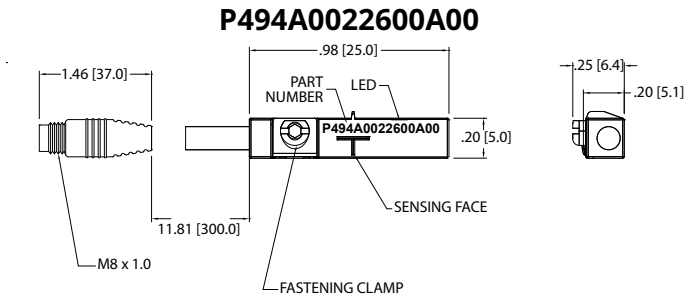 P494A0022600A00
.98 [25.0]
1.46 [37.0]
PART
NUMBER
LED
.25 [6.4]
.20 [5.1]
P494A0022600A00
.20 [5.0]
SENSING FACE
11.81 [300.0]
M8 x 1.0
FASTENING CLAMP